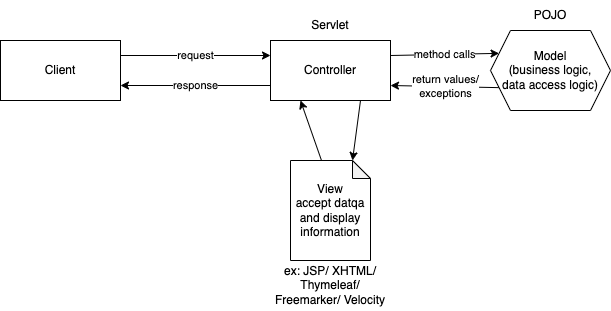 Servlet
POJO
Client
request
response
Controller
method calls
return values/
exceptions
Model
(business logic,
data access logic)
View
accept datqa
and display
information
ex: JSP/ XHTML/
Thymeleaf/
Freemarker/ Velocity